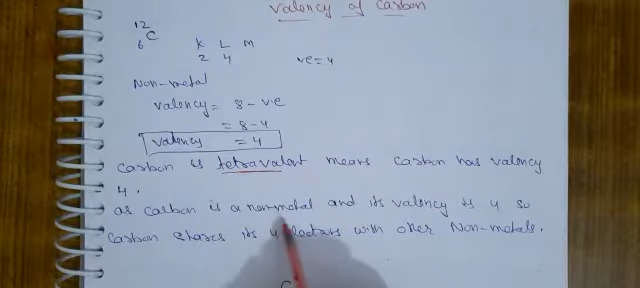 Valency of Carbon
12
6 C
K L M
2 4
ve=4
Non-metal
Valency = 8-ve
= 8-4
Valency = 4
Carbon is tetravalent means Carbon has valency
4.
as Carbon is a non-metal and its valency is 4 so
Carbon shares its 4 with other Non-metals.